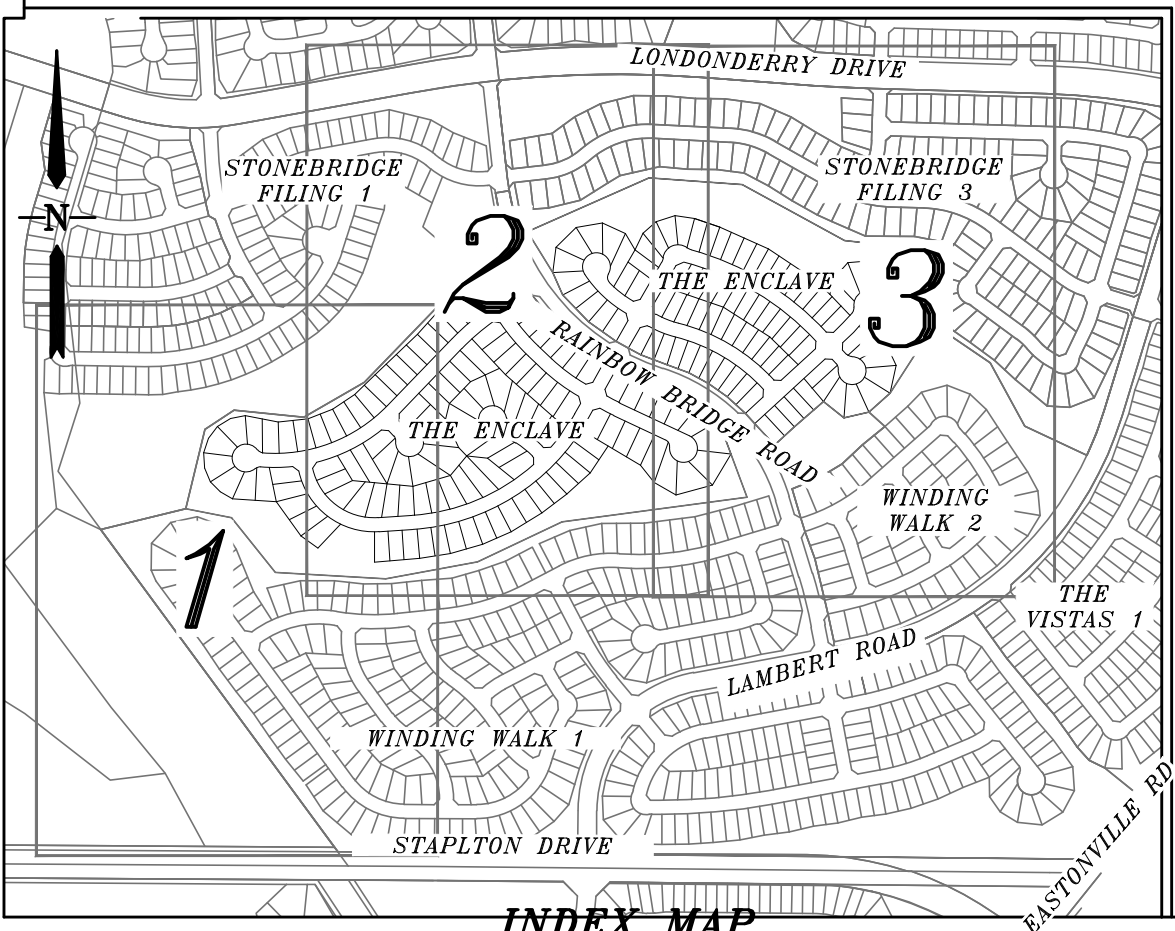 LONDONDERRY DRIVE
STONEBRIDGE
FILING 1
STONEBRIDGE
FILING 3
N
2
3
THE ENCLAVE
RAINBOW BRIDGE ROAD
THE ENCLAVE
WINDING
WALK 2
1
THE
VISTAS 1
LAMBERT ROAD
WINDING WALK 1
STAPLTON DRIVE
EASTONVILLE RD
INDEX MAP